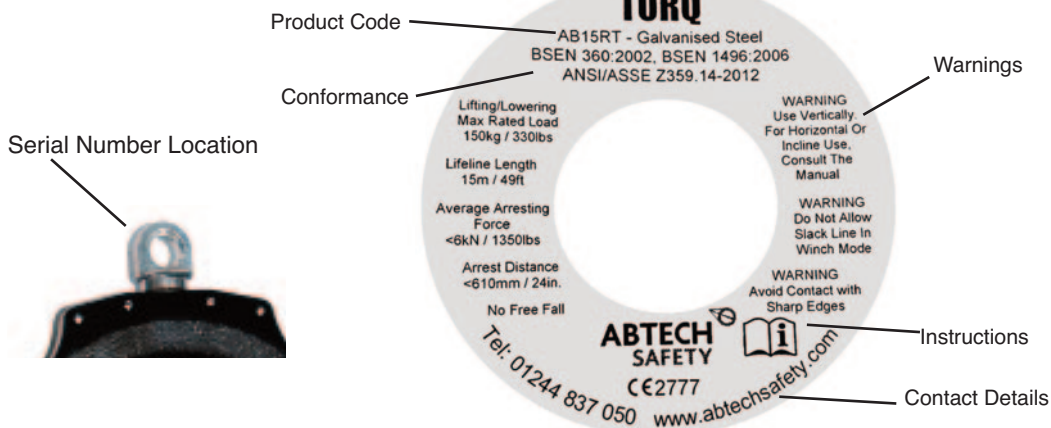 TORQ
Product Code
AB15RT - Galvanised Steel
BSEN 360:2002, BSEN 1496:2006
ANSI/ASSE Z359.14-2012
Conformance
Warnings
Serial Number Location
Lifting/Lowering
Max Rated Load
150kg / 330lbs
Lifeline Length
15m / 49ft
Average Arresting
Force
<6kN / 1350lbs
Arrest Distance
<610mm / 24in.
No Free Fall
WARNING
Use Vertically.
For Horizontal Or
Incline Use,
Consult The
Manual
WARNING
Do Not Allow
Slack Line In
Winch Mode
WARNING
Avoid Contact with
Sharp Edges
ABTECH
SAFETY
i
Instructions
CE2777
Tel: 01244 837 050
www.abtechsafety.com
Contact Details